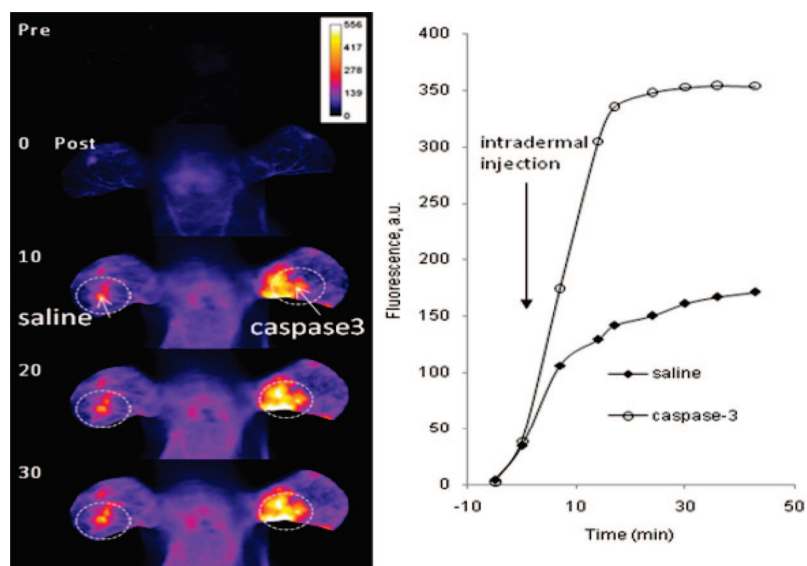 Pre
556
417
278
139
0
0 Post
10
saline
caspase3
20
30
400
350
300
250
200
150
100
50
0
intradermal
injection
Fluorescence, a.u.
saline
caspase-3
-10
10
30
50
Time (min)